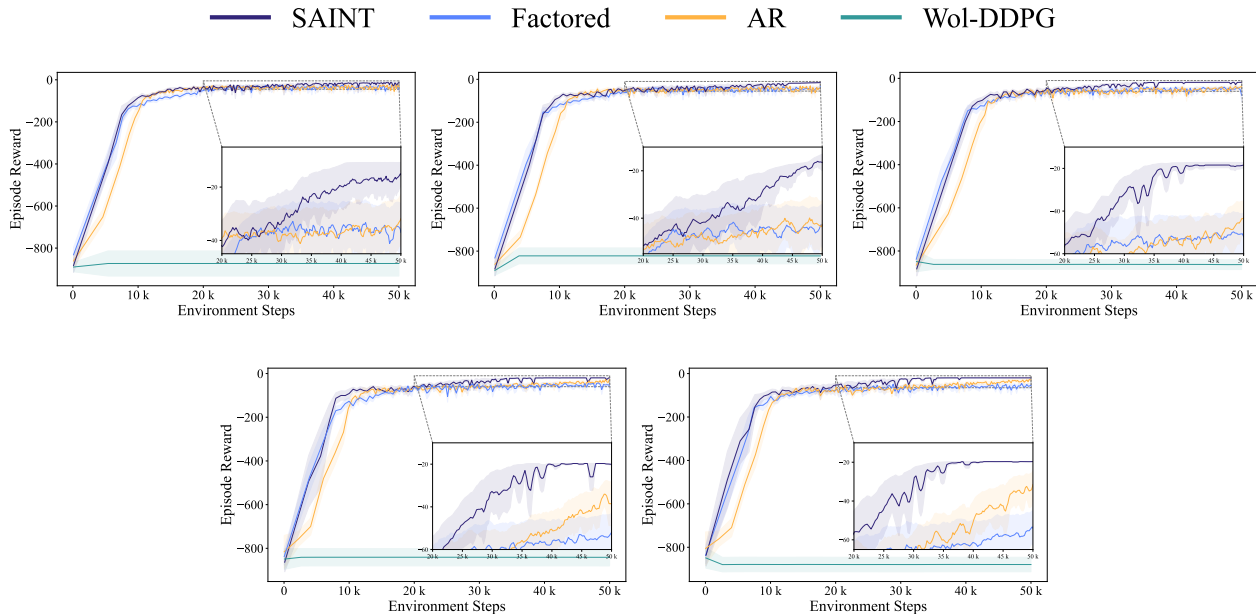 SAINT Factored AR Wol-DDPG
0
−200
−400
−600
−800
Episode Reward
−20
−40
20 k 25 k 30 k 35 k 40 k 45 k 50 k
0 10 k 20 k 30 k 40 k 50 k
Environment Steps
0
−200
−400
−600
−800
Episode Reward
−20
−40
20 k 25 k 30 k 35 k 40 k 45 k 50 k
0 10 k 20 k 30 k 40 k 50 k
Environment Steps
0
−200
−400
−600
−800
Episode Reward
−20
−40
−60
20 k 25 k 30 k 35 k 40 k 45 k 50 k
0 10 k 20 k 30 k 40 k 50 k
Environment Steps
0
−200
−400
−600
−800
Episode Reward
−20
−40
−60
20 k 25 k 30 k 35 k 40 k 45 k 50 k
0 10 k 20 k 30 k 40 k 50 k
Environment Steps
0
−200
−400
−600
−800
Episode Reward
−20
−40
−60
20 k 25 k 30 k 35 k 40 k 45 k 50 k
0 10 k 20 k 30 k 40 k 50 k
Environment Steps